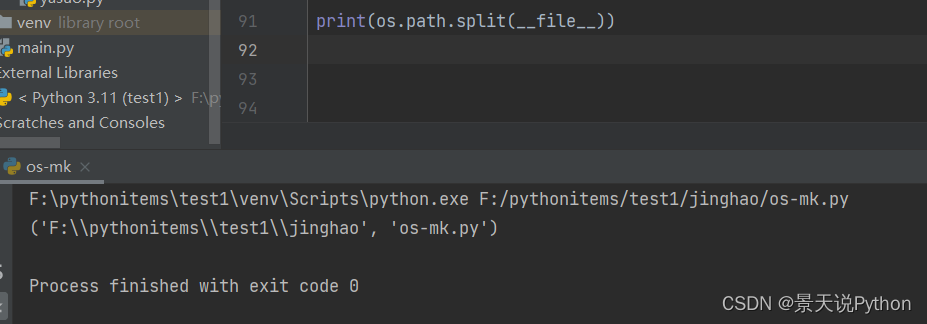 yasuo.py
venv library root
main.py
External Libraries
< Python 3.11 (test1) > F:\py
Scratches and Consoles
91 print(os.path.split(__file__))
92
93
94
os-mk
F:\pythonitems\test1\venv\Scripts\python.exe F:/pythonitems/test1/jinghao/os-mk.py
('F:\\pythonitems\\test1\\jinghao', 'os-mk.py')
Process finished with exit code 0
CSDN @景天说Python